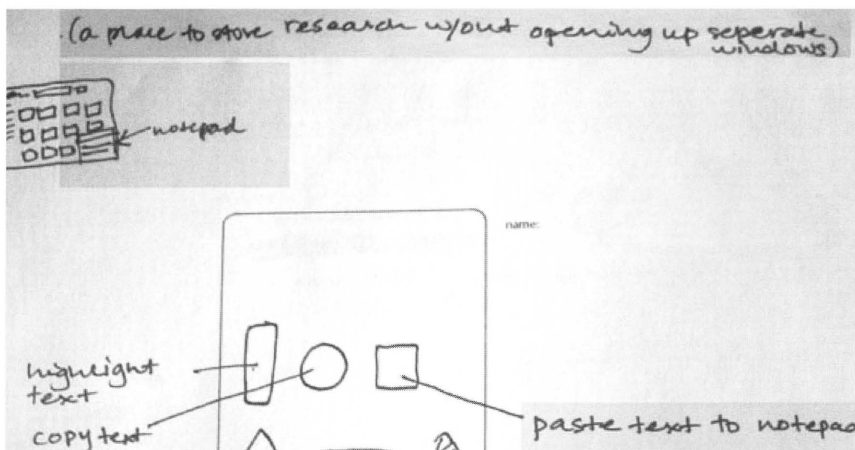 (a place to store research w/out opening up seperate
windows)
notepad
name:
highlight
text
copy text
paste text to notepad